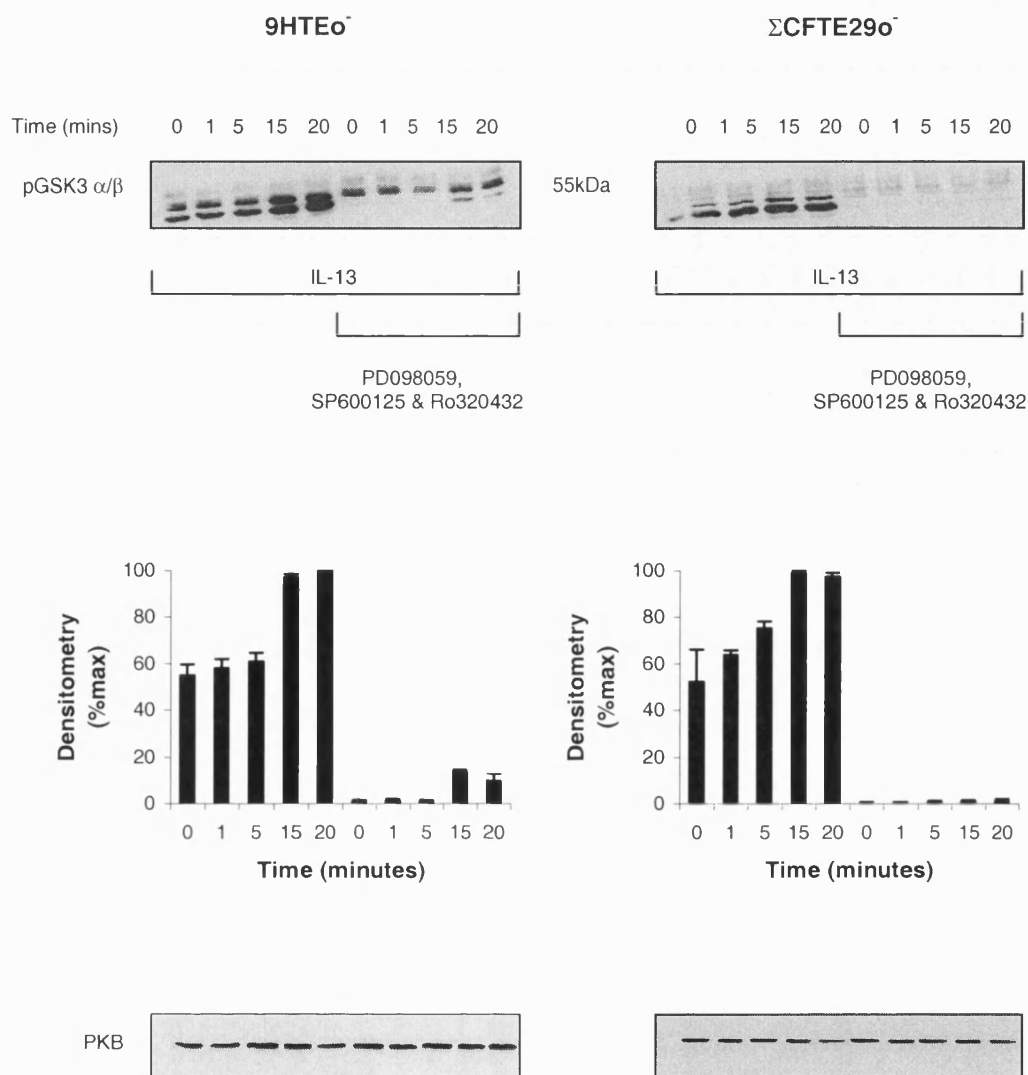 9HTEo⁻ ΣCFTE29o⁻
Time (mins) 0 1 5 15 20 0 1 5 15 20 0 1 5 15 20 0 1 5 15 20
pGSK3 α/β 55kDa
IL-13 IL-13
PD098059, PD098059,
SP600125 & Ro320432 SP600125 & Ro320432
100 100
80 80
60 60
40 40
20 20
0 0
Densitometry
(%max)
Densitometry
(%max)
0 1 5 15 20 0 1 5 15 20 0 1 5 15 20 0 1 5 15 20
Time (minutes) Time (minutes)
PKB